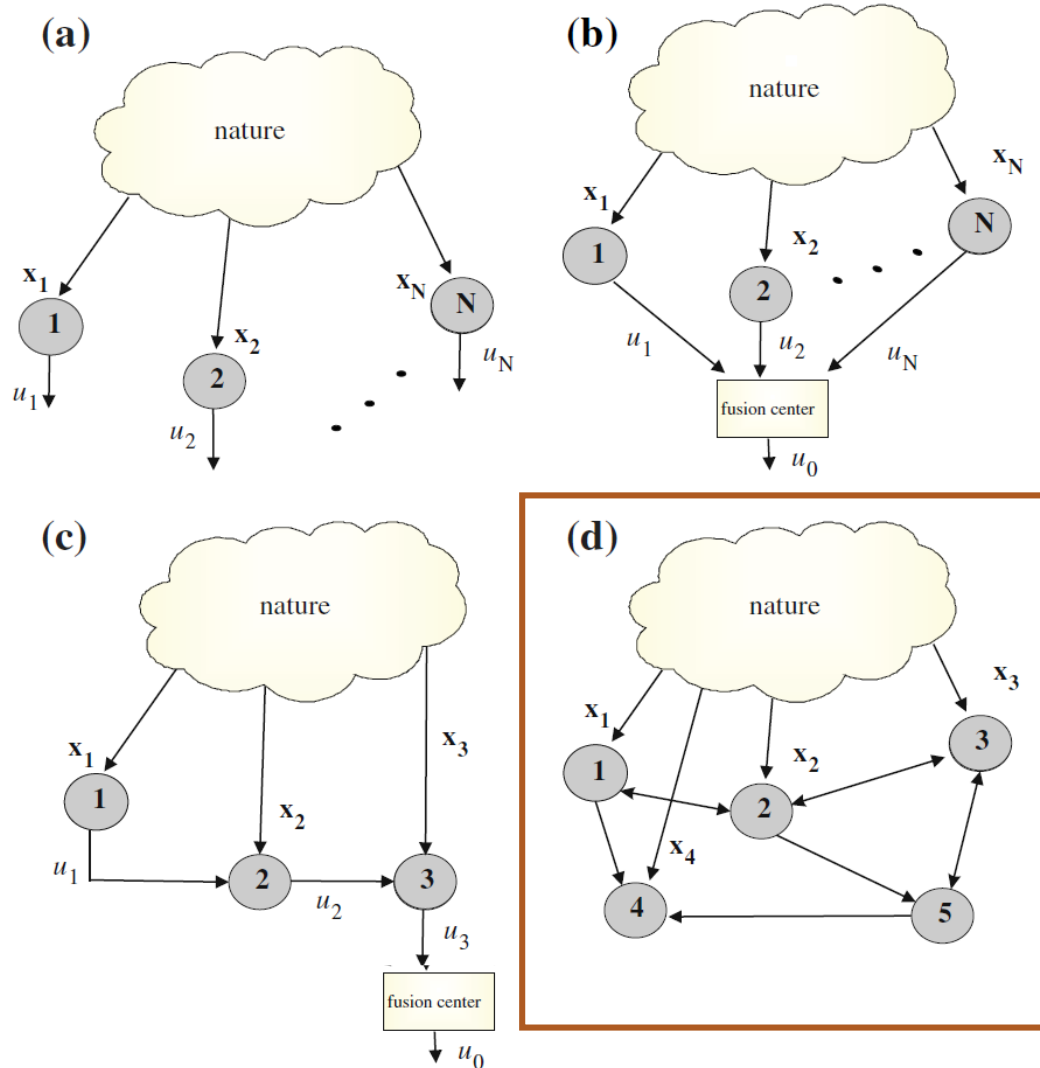 (a)
nature
x1
1
u1
x2
2
u2
xN
N
uN
(b)
nature
x1
1
u1
x2
2
u2
xN
N
uN
fusion center
u0
(c)
nature
x1
1
u1
x2
2
u2
x3
3
u3
fusion center
u0
(d)
nature
x1
1
x2
2
x3
3
x4
4
5